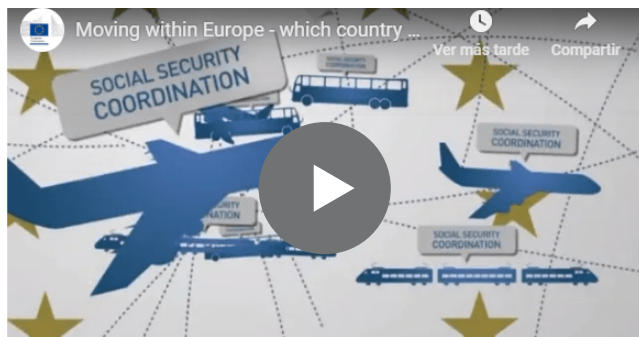 Moving within Europe - which country ...
Ver más tarde
Compartir
SOCIAL SECURITY
COORDINATION
SOCIAL SECURITY
COORDINATION
SOCIAL SECURITY
COORDINATION